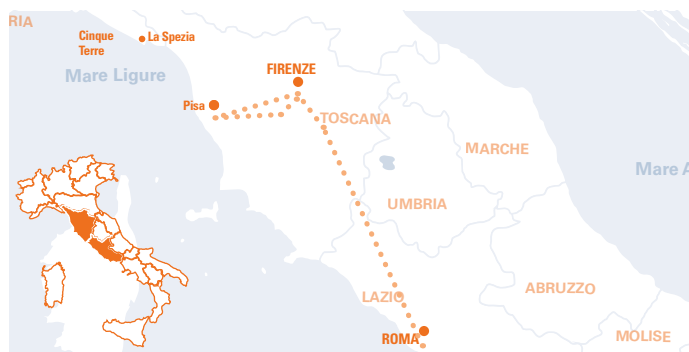 RIA
Cinque
Terre
La Spezia
Mare Ligure
FIRENZE
Pisa
TOSCANA
MARCHE
Mare A
UMBRIA
LAZIO
ABRUZZO
ROMA
MOLISE